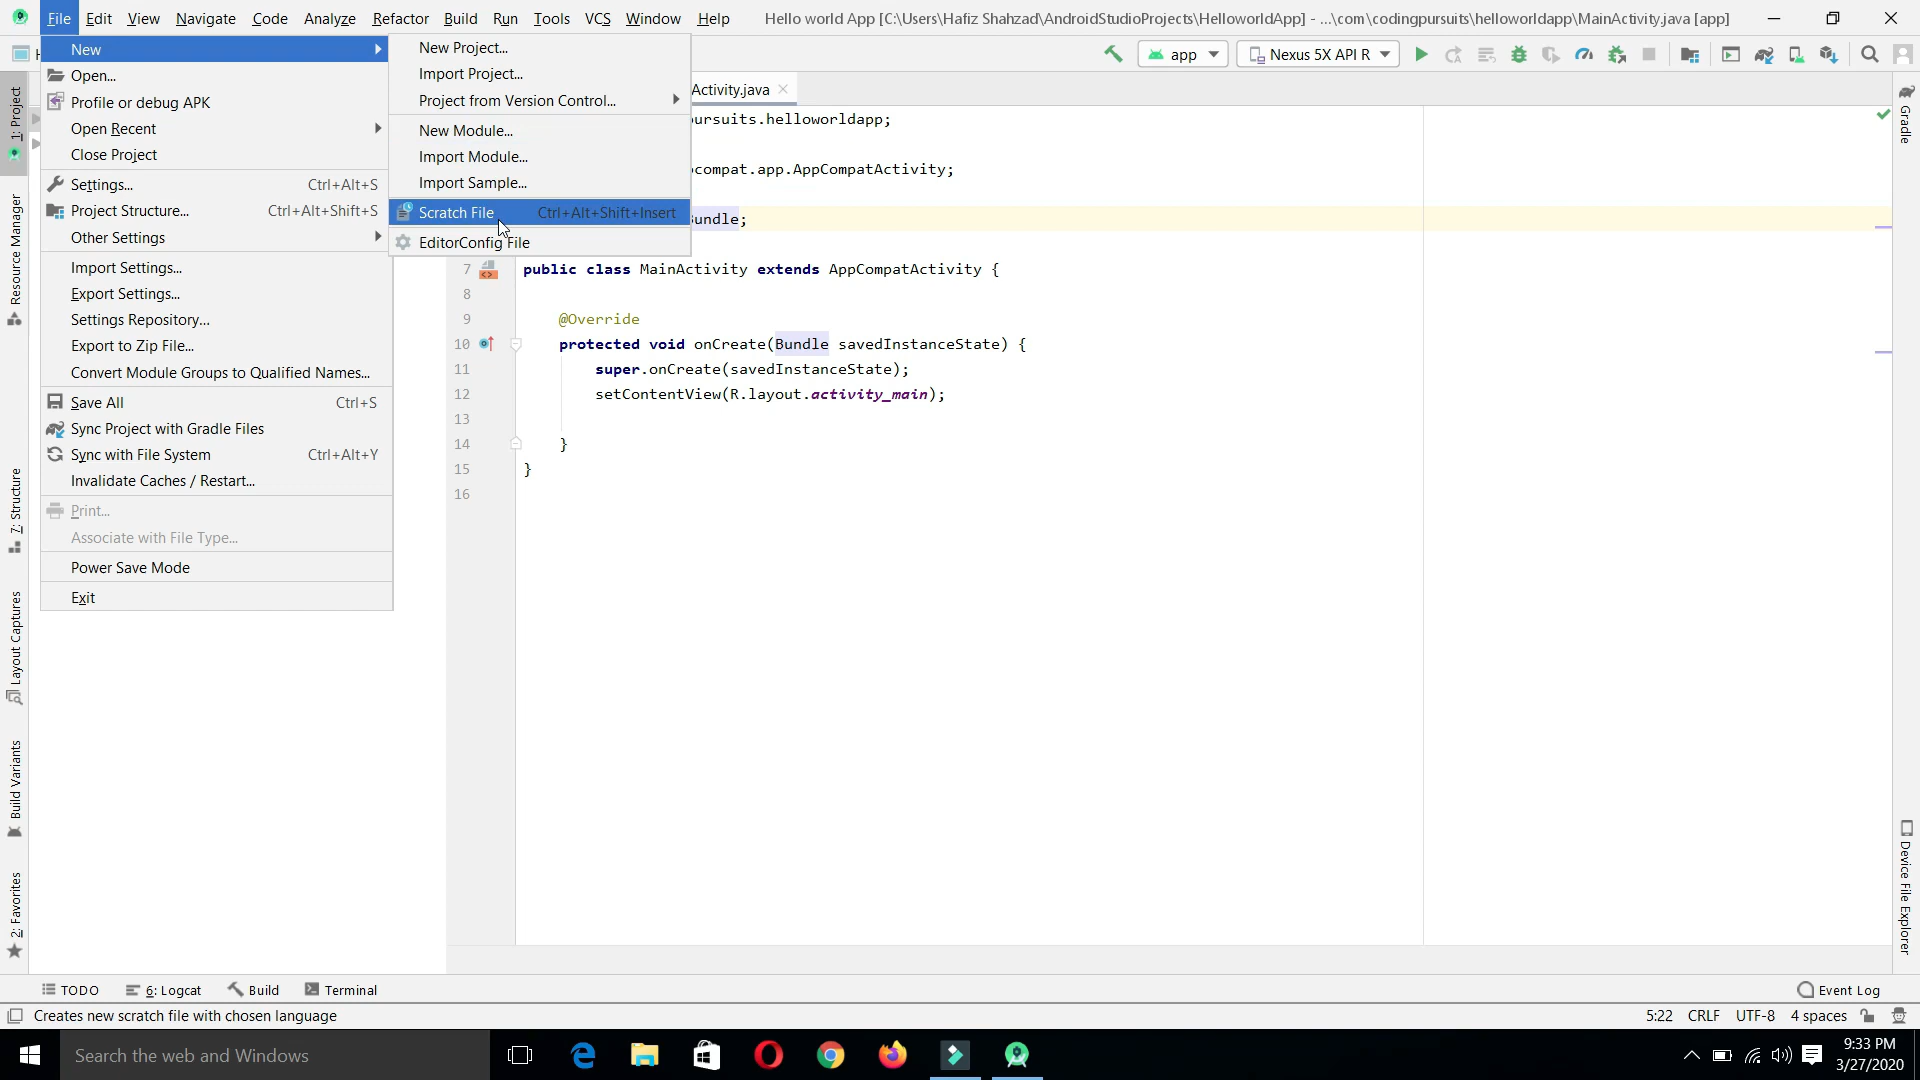 File Edit View Navigate Code Analyze Refactor Build Run Tools VCS Window Help Hello world App [C:\Users\Hafiz Shahzad\AndroidStudioProjects\HelloworldApp] - ...\com\codingpursuits\helloworldapp\MainActivity.java [app]
app Nexus 5X API R
New
Open...
Profile or debug APK
Open Recent
Close Project
Settings... Ctrl+Alt+S
Project Structure... Ctrl+Alt+Shift+S
Other Settings
Import Settings...
Export Settings...
Settings Repository...
Export to Zip File...
Convert Module Groups to Qualified Names...
Save All Ctrl+S
Sync Project with Gradle Files
Sync with File System Ctrl+Alt+Y
Invalidate Caches / Restart...
Print...
Associate with File Type...
Power Save Mode
Exit
New Project...
Import Project...
Project from Version Control...
New Module...
Import Module...
Import Sample...
Scratch File Ctrl+Alt+Shift+Insert
EditorConfig File
Activity.java
ursuits.helloworldapp;
compat.app.AppCompatActivity;
Bundle;
7 public class MainActivity extends AppCompatActivity {
8
9 @Override
10 protected void onCreate(Bundle savedInstanceState) {
11 super.onCreate(savedInstanceState);
12 setContentView(R.layout.activity_main);
13
14 }
15 }
16
1: Project
Resource Manager
7: Structure
Layout Captures
Build Variants
2: Favorites
Gradle
Device File Explorer
TODO 6: Logcat Build Terminal Event Log
Creates new scratch file with chosen language 5:22 CRLF UTF-8 4 spaces
Search the web and Windows
9:33 PM
3/27/2020